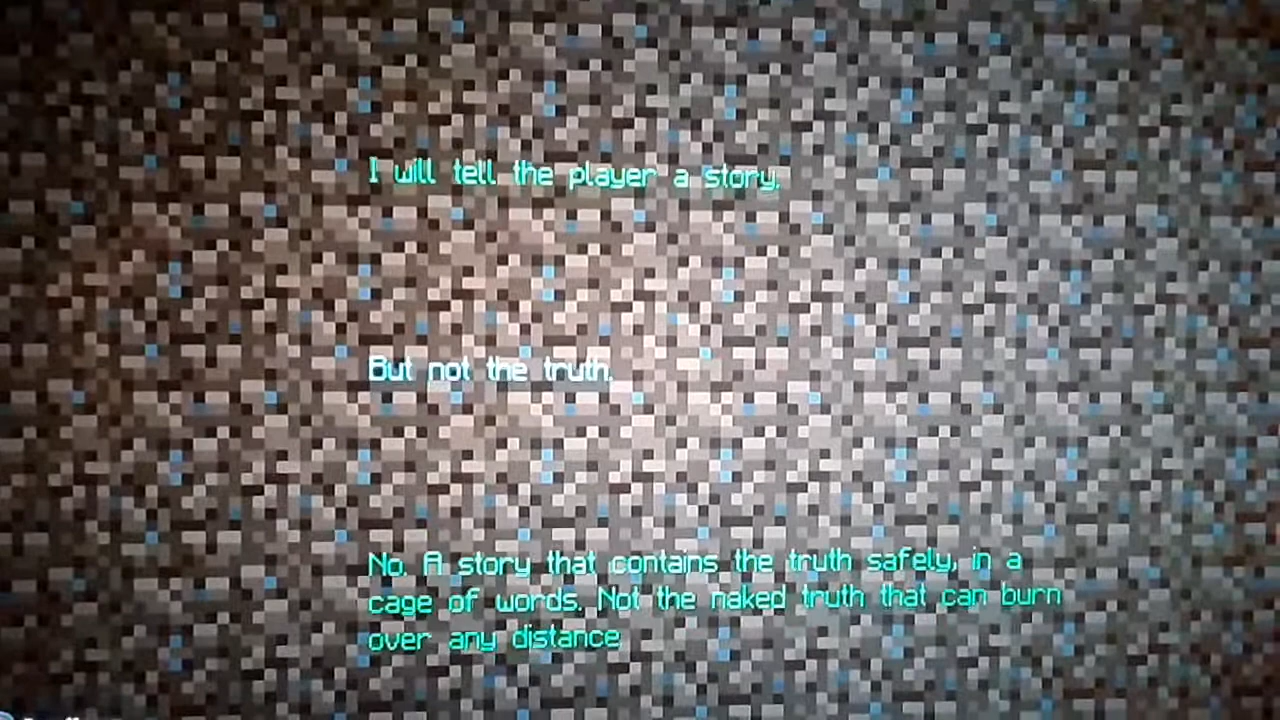 I will tell the player a story.
But not the truth.
No. A story that contains the truth safely, in a
cage of words. Not the naked truth that can burn
over any distance